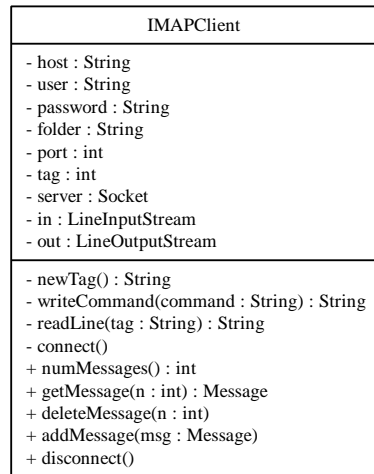 IMAPClient
- host : String
- user : String
- password : String
- folder : String
- port : int
- tag : int
- server : Socket
- in : LineInputStream
- out : LineOutputStream
- newTag() : String
- writeCommand(command : String) : String
- readLine(tag : String) : String
- connect()
+ numMessages() : int
+ getMessage(n : int) : Message
+ deleteMessage(n : int)
+ addMessage(msg : Message)
+ disconnect()